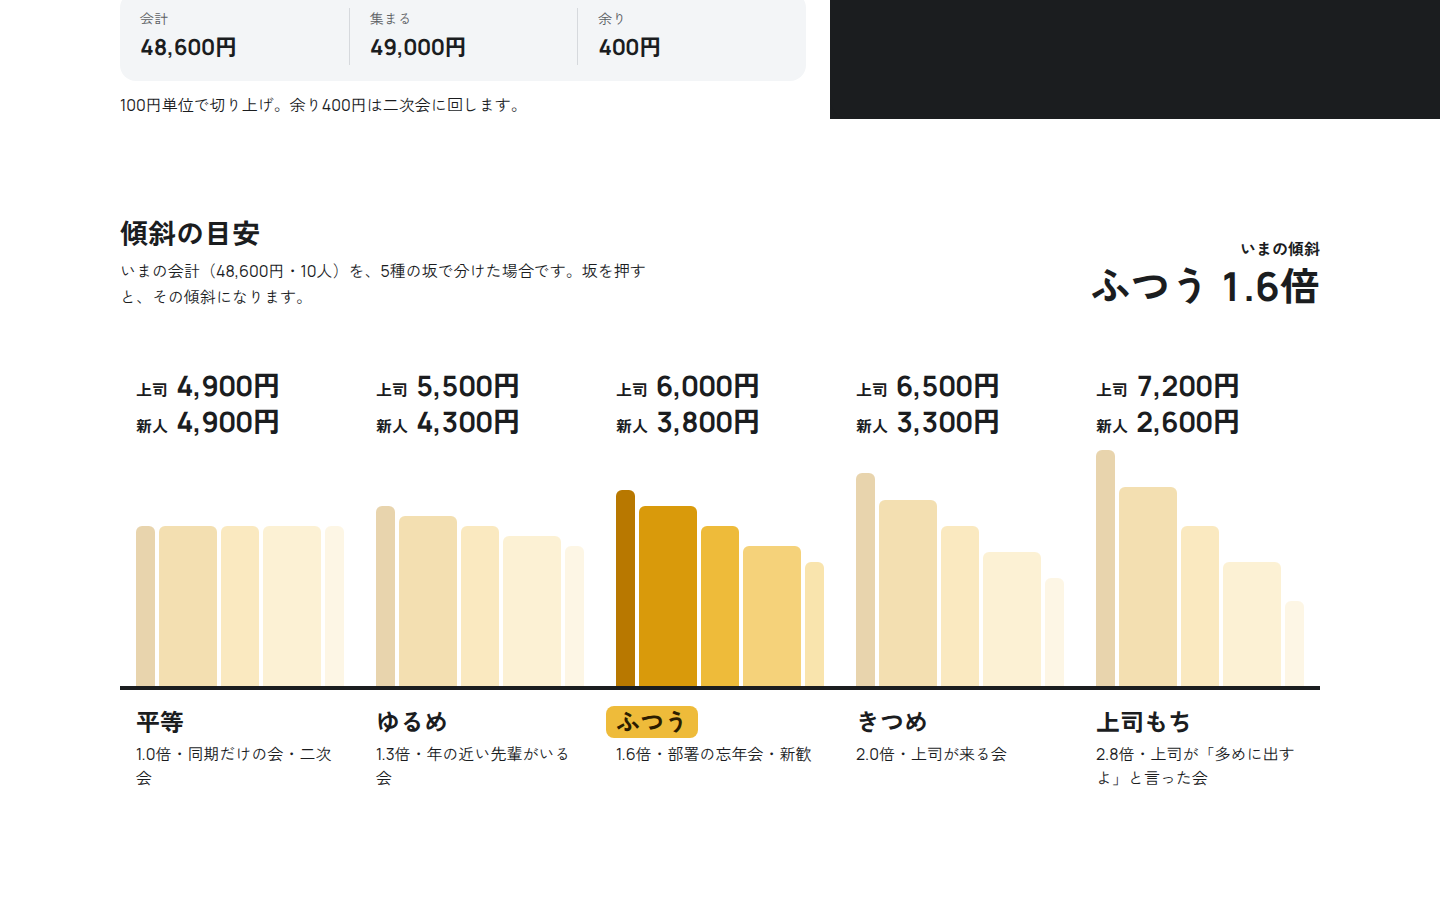 会計
48,600円
集まる
49,000円
余り
400円
100円単位で切り上げ。余り400円は二次会に回します。
傾斜の目安
いまの会計（48,600円・10人）を、5種の坂で分けた場合です。坂を押す
と、その傾斜になります。
いまの傾斜
ふつう 1.6倍
上司 4,900円
新人 4,900円
上司 5,500円
新人 4,300円
上司 6,000円
新人 3,800円
上司 6,500円
新人 3,300円
上司 7,200円
新人 2,600円
平等
1.0倍・同期だけの会・二次
会
ゆるめ
1.3倍・年の近い先輩がいる
会
ふつう
1.6倍・部署の忘年会・新歓
きつめ
2.0倍・上司が来る会
上司もち
2.8倍・上司が「多めに出す
よ」と言った会